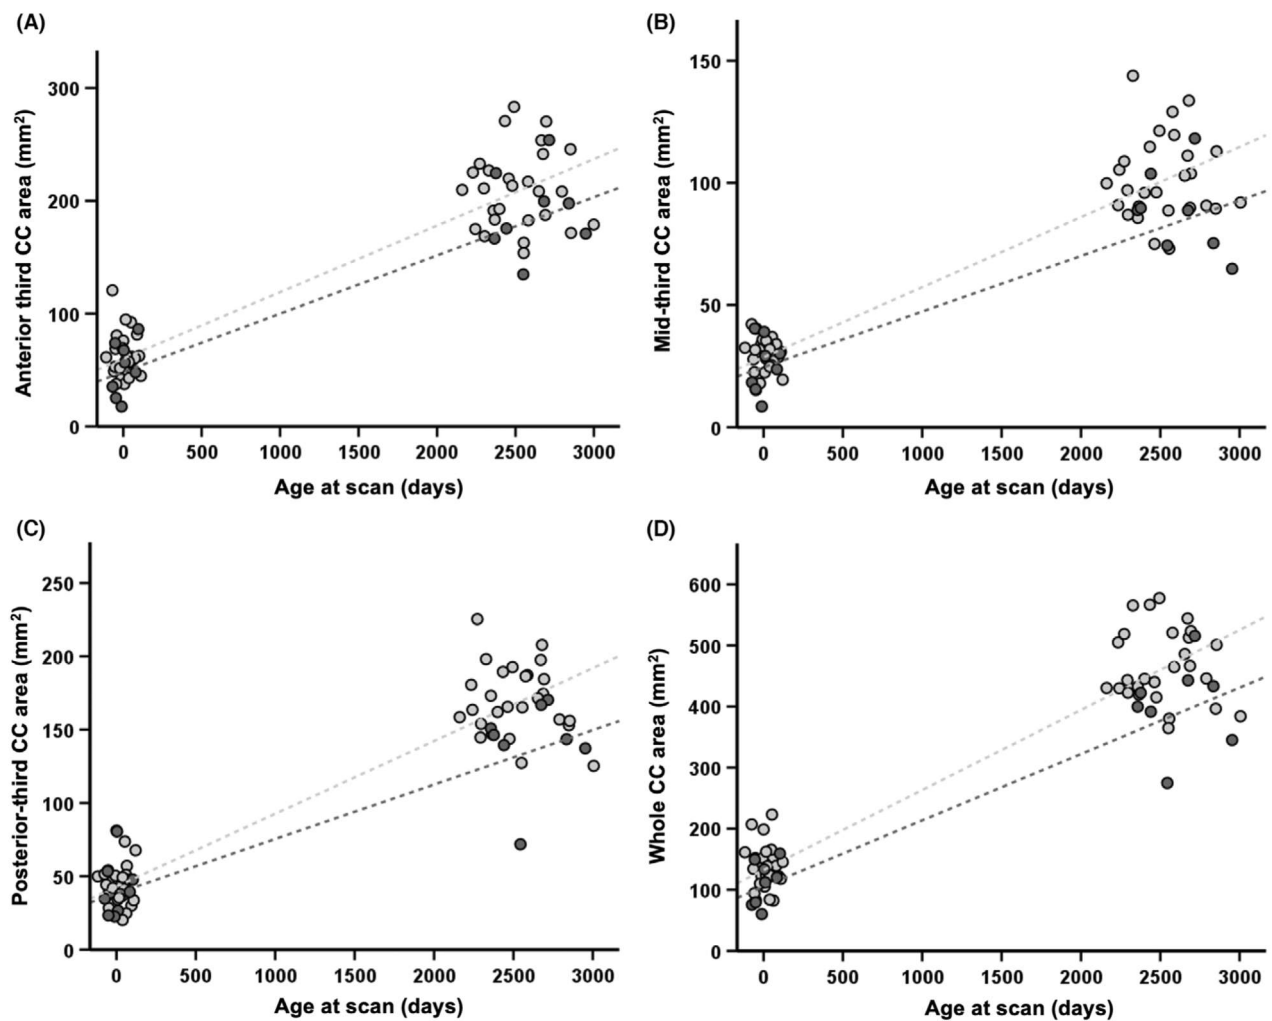 (A)
Anterior third CC area (mm²)
300
200
100
0
0 500 1000 1500 2000 2500 3000
Age at scan (days)
(B)
Mid-third CC area (mm²)
150
100
50
0
0 500 1000 1500 2000 2500 3000
Age at scan (days)
(C)
Posterior-third CC area (mm²)
250
200
150
100
50
0
0 500 1000 1500 2000 2500 3000
Age at scan (days)
(D)
Whole CC area (mm²)
600
500
400
300
200
100
0
0 500 1000 1500 2000 2500 3000
Age at scan (days)